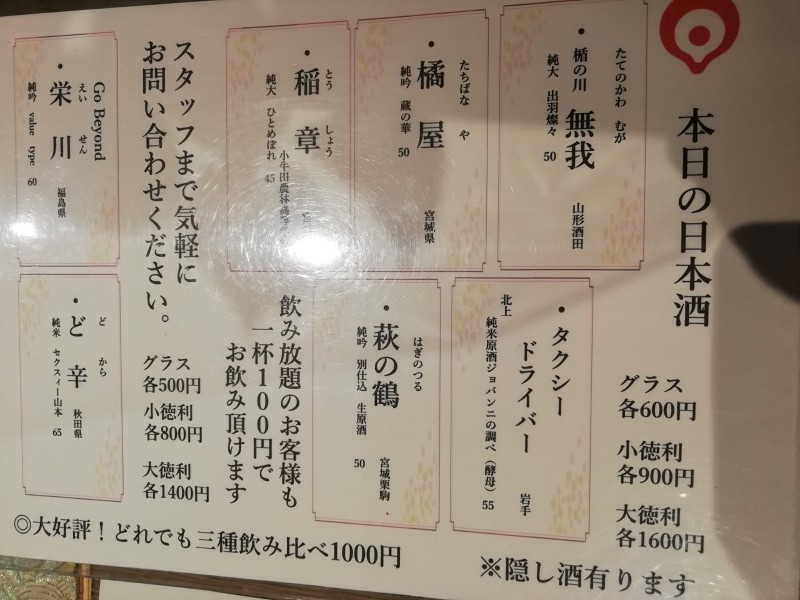 本日の日本酒
たてのかわ むが
・楯の川 無我
純大 出羽燦々 50
山形酒田
たちばな や
・橘屋
純吟 蔵の華 50
宮城県
とう しょう
・稲章
純大 ひとめぼれ 45
小牛田農林高等
グラス
各600円
小徳利
各900円
大徳利
各1600円
・タクシー
ドライバー
岩手
北上
純米原酒ジョバンニの調べ(酵母) 55
はぎのつる
・萩の鶴
純吟 別仕込 生原酒 50
宮城栗駒
※隠し酒有ります
スタッフまで気軽に
お問い合わせください。
飲み放題のお客様も
一杯100円で
お飲み頂けます
Go Beyond
えい せん
・栄川
純吟 value type 60
福島県
グラス
各500円
小徳利
各800円
大徳利
各1400円
ど から
・ど辛
純米 セクスィー山本 65
秋田県
◎大好評!どれでも三種飲み比べ1000円